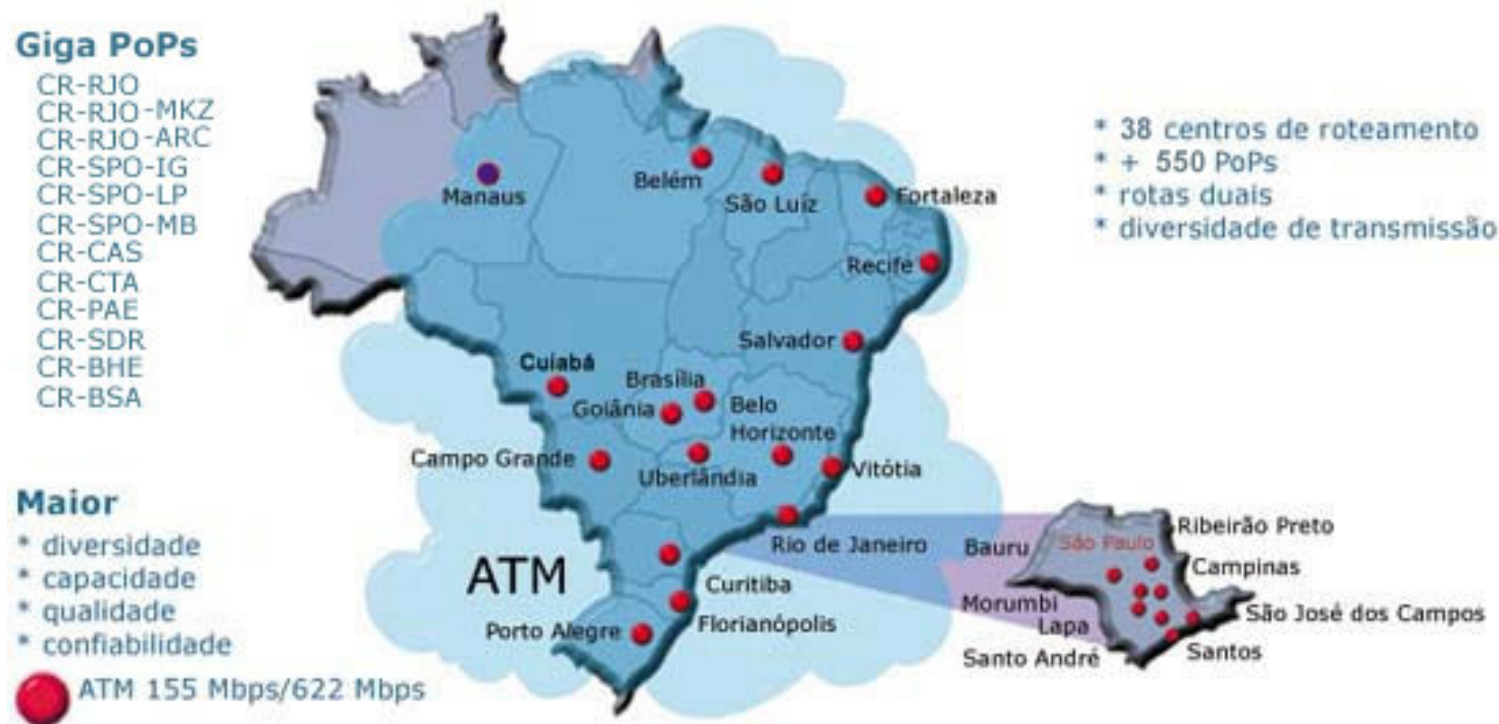 Giga PoPs
CR-RJO
CR-RJO-MKZ
CR-RJO-ARC
CR-SPO-IG
CR-SPO-LP
CR-SPO-MB
CR-CAS
CR-CTA
CR-PAE
CR-SDR
CR-BHE
CR-BSA
* 38 centros de roteamento
* + 550 PoPs
* rotas duais
* diversidade de transmissão
Manaus
Belém
São Luíz
Fortaleza
Recife
Salvador
Cuiabá
Brasília
Goiânia
Belo
Horizonte
Campo Grande
Uberlândia
Vitótia
Rio de Janeiro
ATM
Curitiba
Florianópolis
Porto Alegre
Maior
* diversidade
* capacidade
* qualidade
* confiabilidade
ATM 155 Mbps/622 Mbps
Ribeirão Preto
Bauru
São Paulo
Campinas
Morumbi
São José dos Campos
Lapa
Santo André
Santos